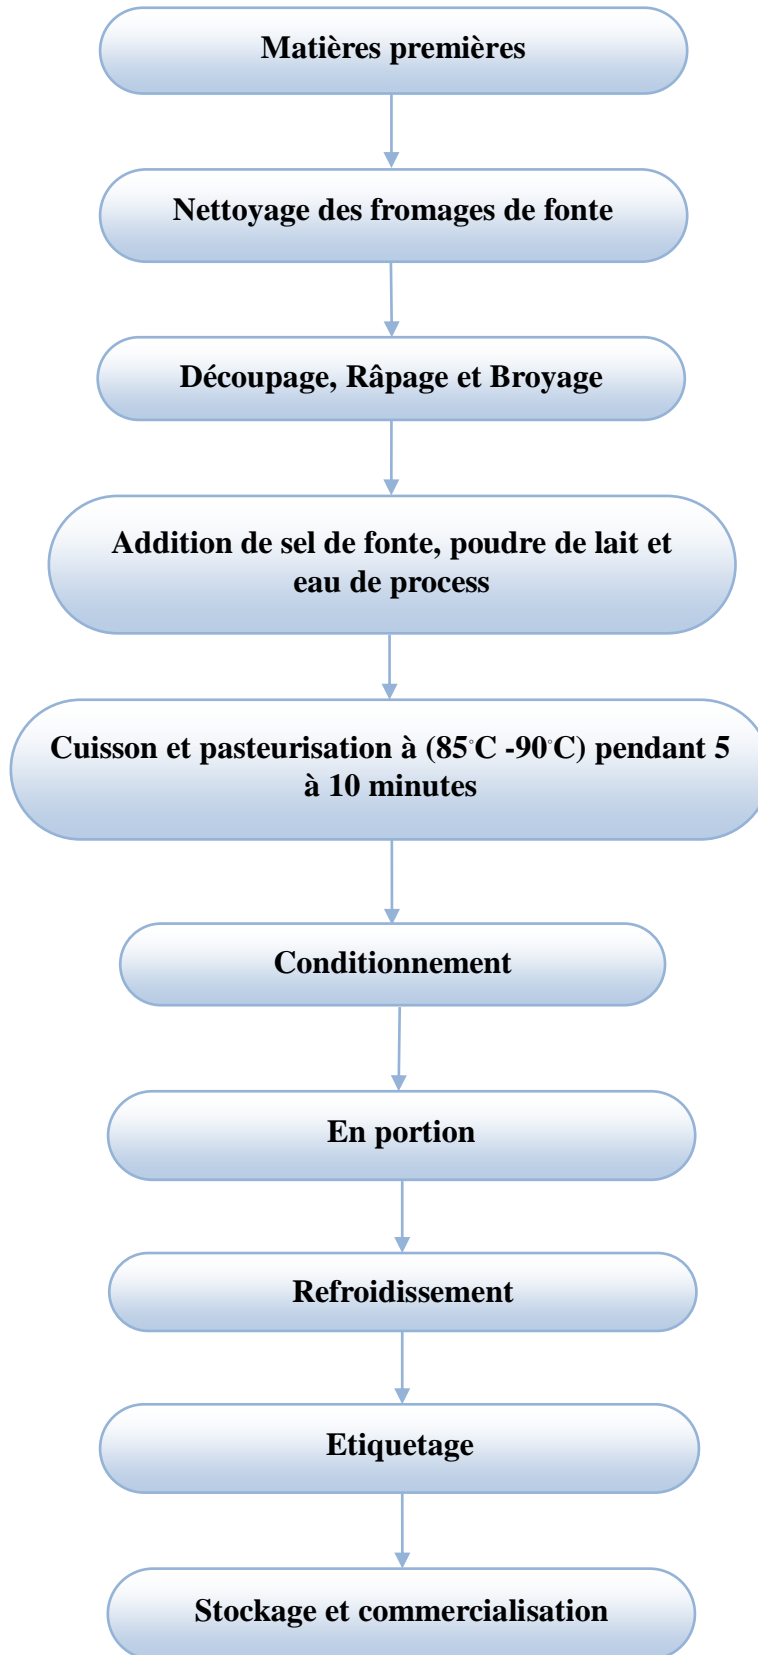 Matières premières
Nettoyage des fromages de fonte
Découpage, Râpage et Broyage
Addition de sel de fonte, poudre de lait et
eau de process
Cuisson et pasteurisation à (85°C -90°C) pendant 5
à 10 minutes
Conditionnement
En portion
Refroidissement
Etiquetage
Stockage et commercialisation